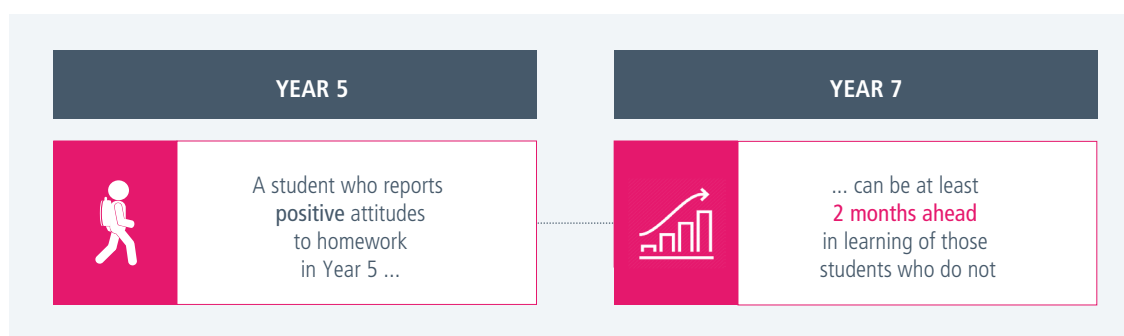 YEAR 5
A student who reports
positive attitudes
to homework
in Year 5 ...
YEAR 7
... can be at least
2 months ahead
in learning of those
students who do not